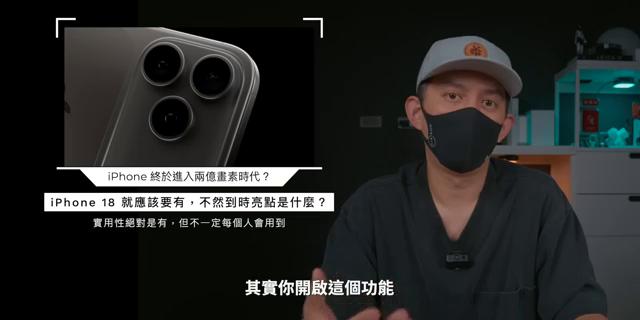 iPhone 終於進入兩億畫素時代？
iPhone 18 就應該要有，不然到時亮點是什麼？
實用性絕對是有，但不一定每個人會用到
其實你開啟這個功能